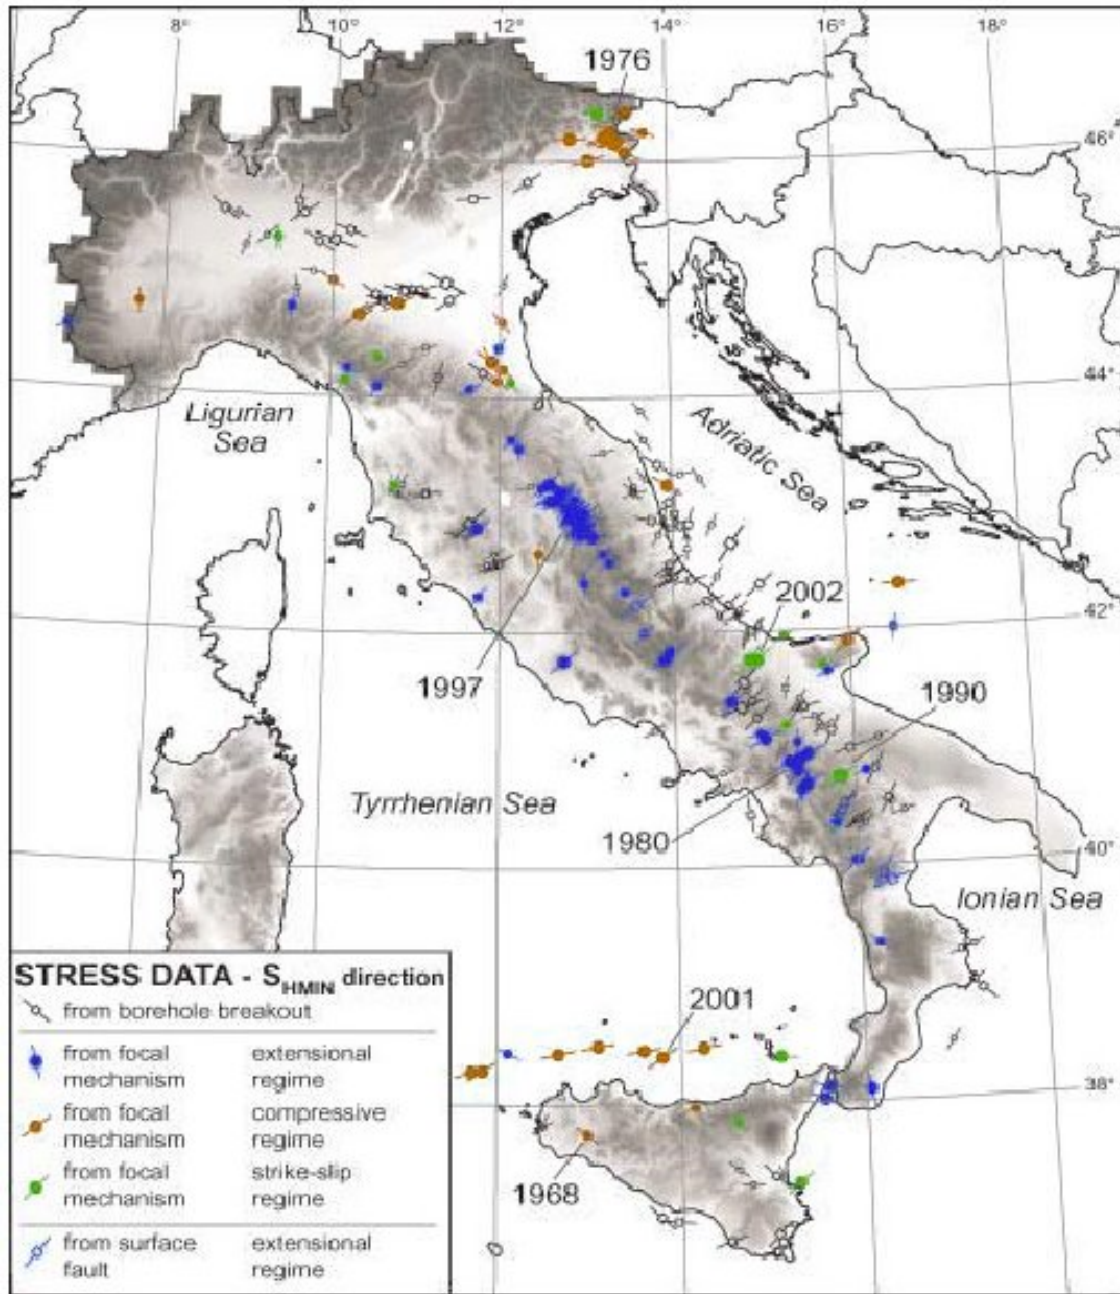 8° 10° 12° 14° 16° 18°
1976
46°
44°
Ligurian
Sea
Adriatic Sea
2002
42°
1997
1990
Tyrrhenian Sea
1980
40°
Ionian Sea
STRESS DATA - SHMIN direction
from borehole breakout
from focal extensional
mechanism regime
from focal compressive
mechanism regime
from focal strike-slip
mechanism regime
from surface extensional
fault regime
2001
38°
1968